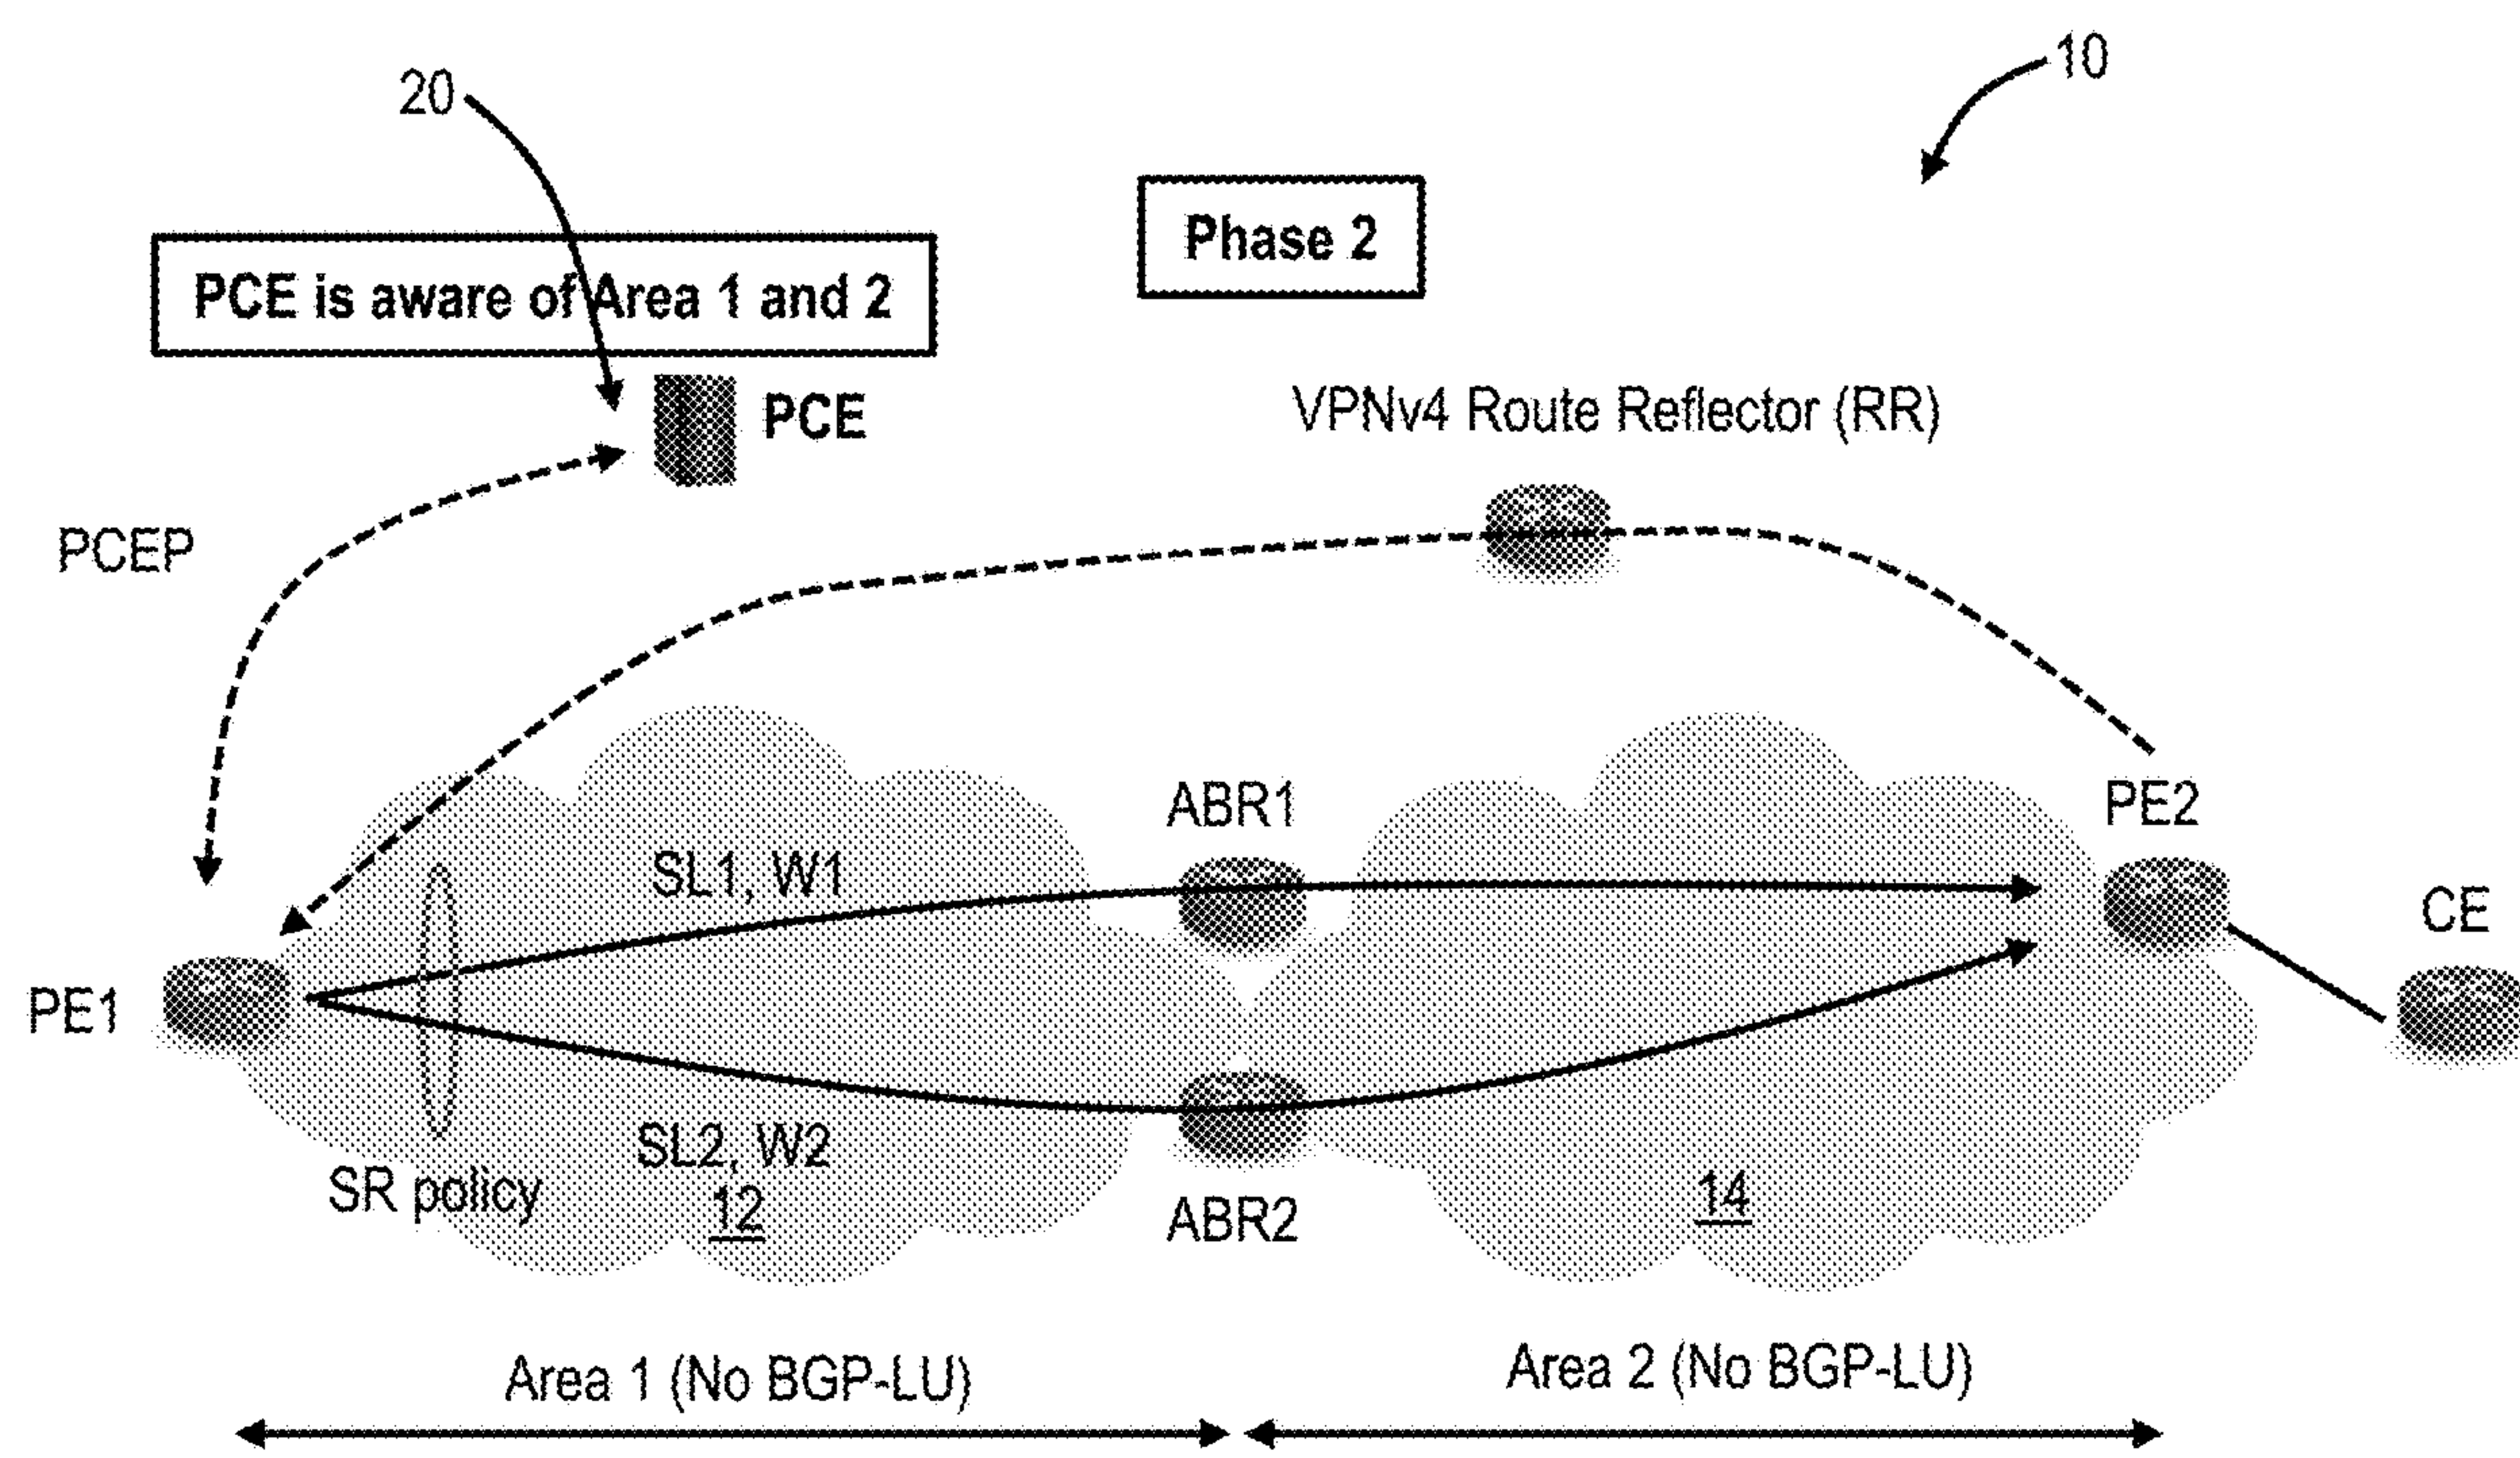 10
20
Phase 2
PCE is aware of Area 1 and 2
PCE
VPNv4 Route Reflector (RR)
PCEP
ABR1
PE2
SL1, W1
CE
PE1
SL2, W2
SR policy
12
14
ABR2
Area 1 (No BGP-LU)
Area 2 (No BGP-LU)